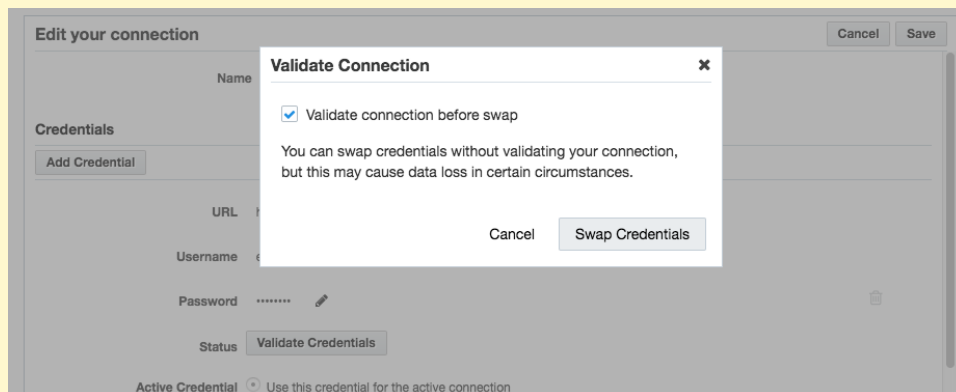 Edit your connection
Cancel Save
Name
Validate Connection
Validate connection before swap
You can swap credentials without validating your connection,
but this may cause data loss in certain circumstances.
Cancel Swap Credentials
Credentials
Add Credential
URL
Username
Password ••••••••
Status Validate Credentials
Active Credential Use this credential for the active connection